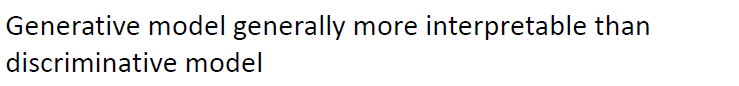 Generative model generally more interpretable than
discriminative model